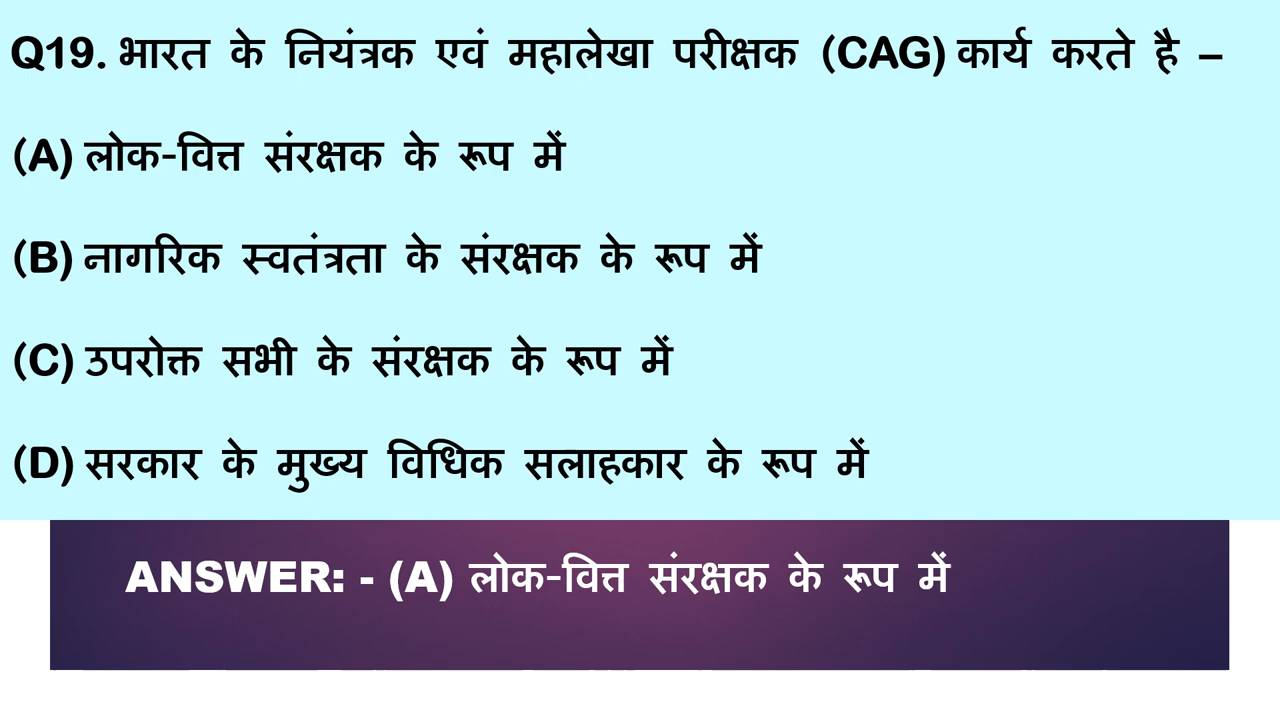 Q19. भारत के नियंत्रक एवं महालेखा परीक्षक (CAG) कार्य करते है –
(A) लोक-वित्त संरक्षक के रूप में
(B) नागरिक स्वतंत्रता के संरक्षक के रूप में
(C) उपरोक्त सभी के संरक्षक के रूप में
(D) सरकार के मुख्य विधिक सलाहकार के रूप में
ANSWER: - (A) लोक-वित्त संरक्षक के रूप में